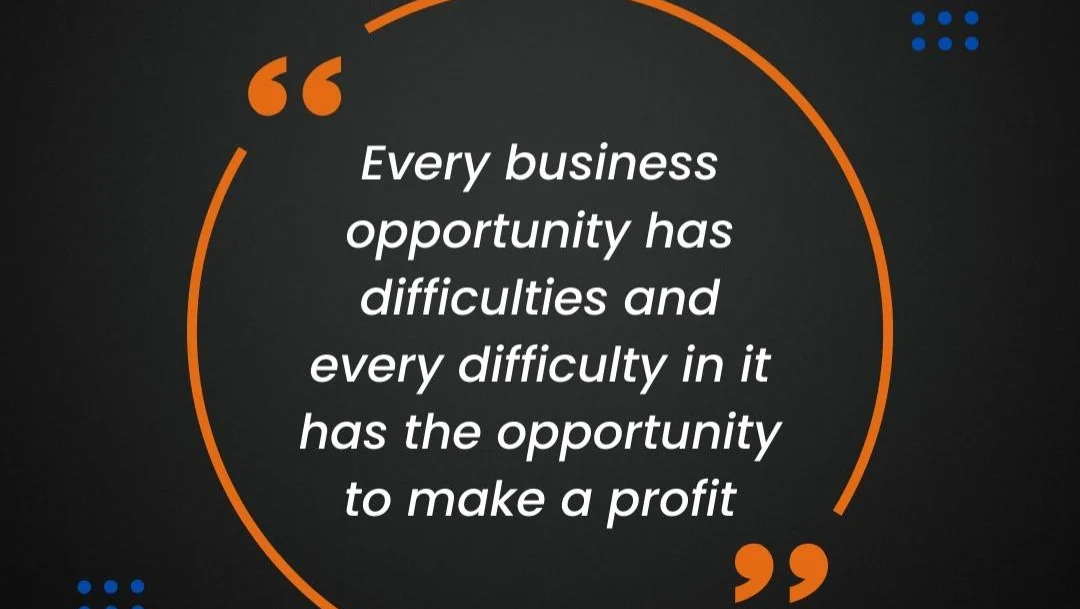 Every business
opportunity has
difficulties and
every difficulty in it
has the opportunity
to make a profit